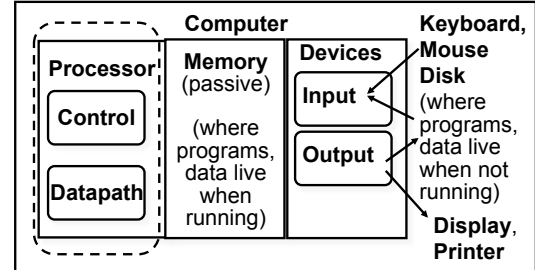 Computer
Processor
Control
Datapath
Memory
(passive)
(where
programs,
data live
when
running)
Devices
Input
Output
Keyboard,
Mouse
Disk
(where
programs,
data live
when not
running)
Display,
Printer